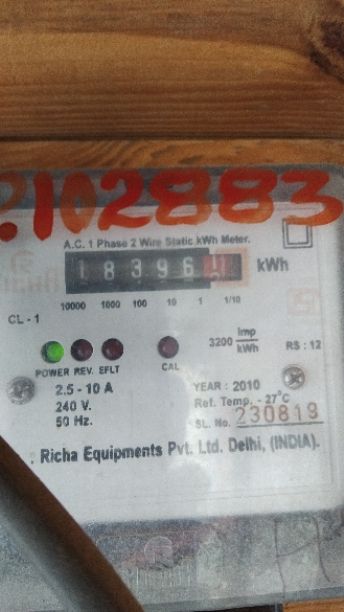 2102883
A.C. 1 Phase 2 Wire Static kWh Meter.
18396 kWh
10000 1000 100 10 1 1/10
CL - 1
3200 Imp/kWh RS : 12
POWER REV. EFLT CAL
2.5 - 10 A YEAR : 2010
240 V. Ref. Temp. - 27°C
50 Hz. SL. No. 230819
. Richa Equipments Pvt. Ltd. Delhi, (INDIA).